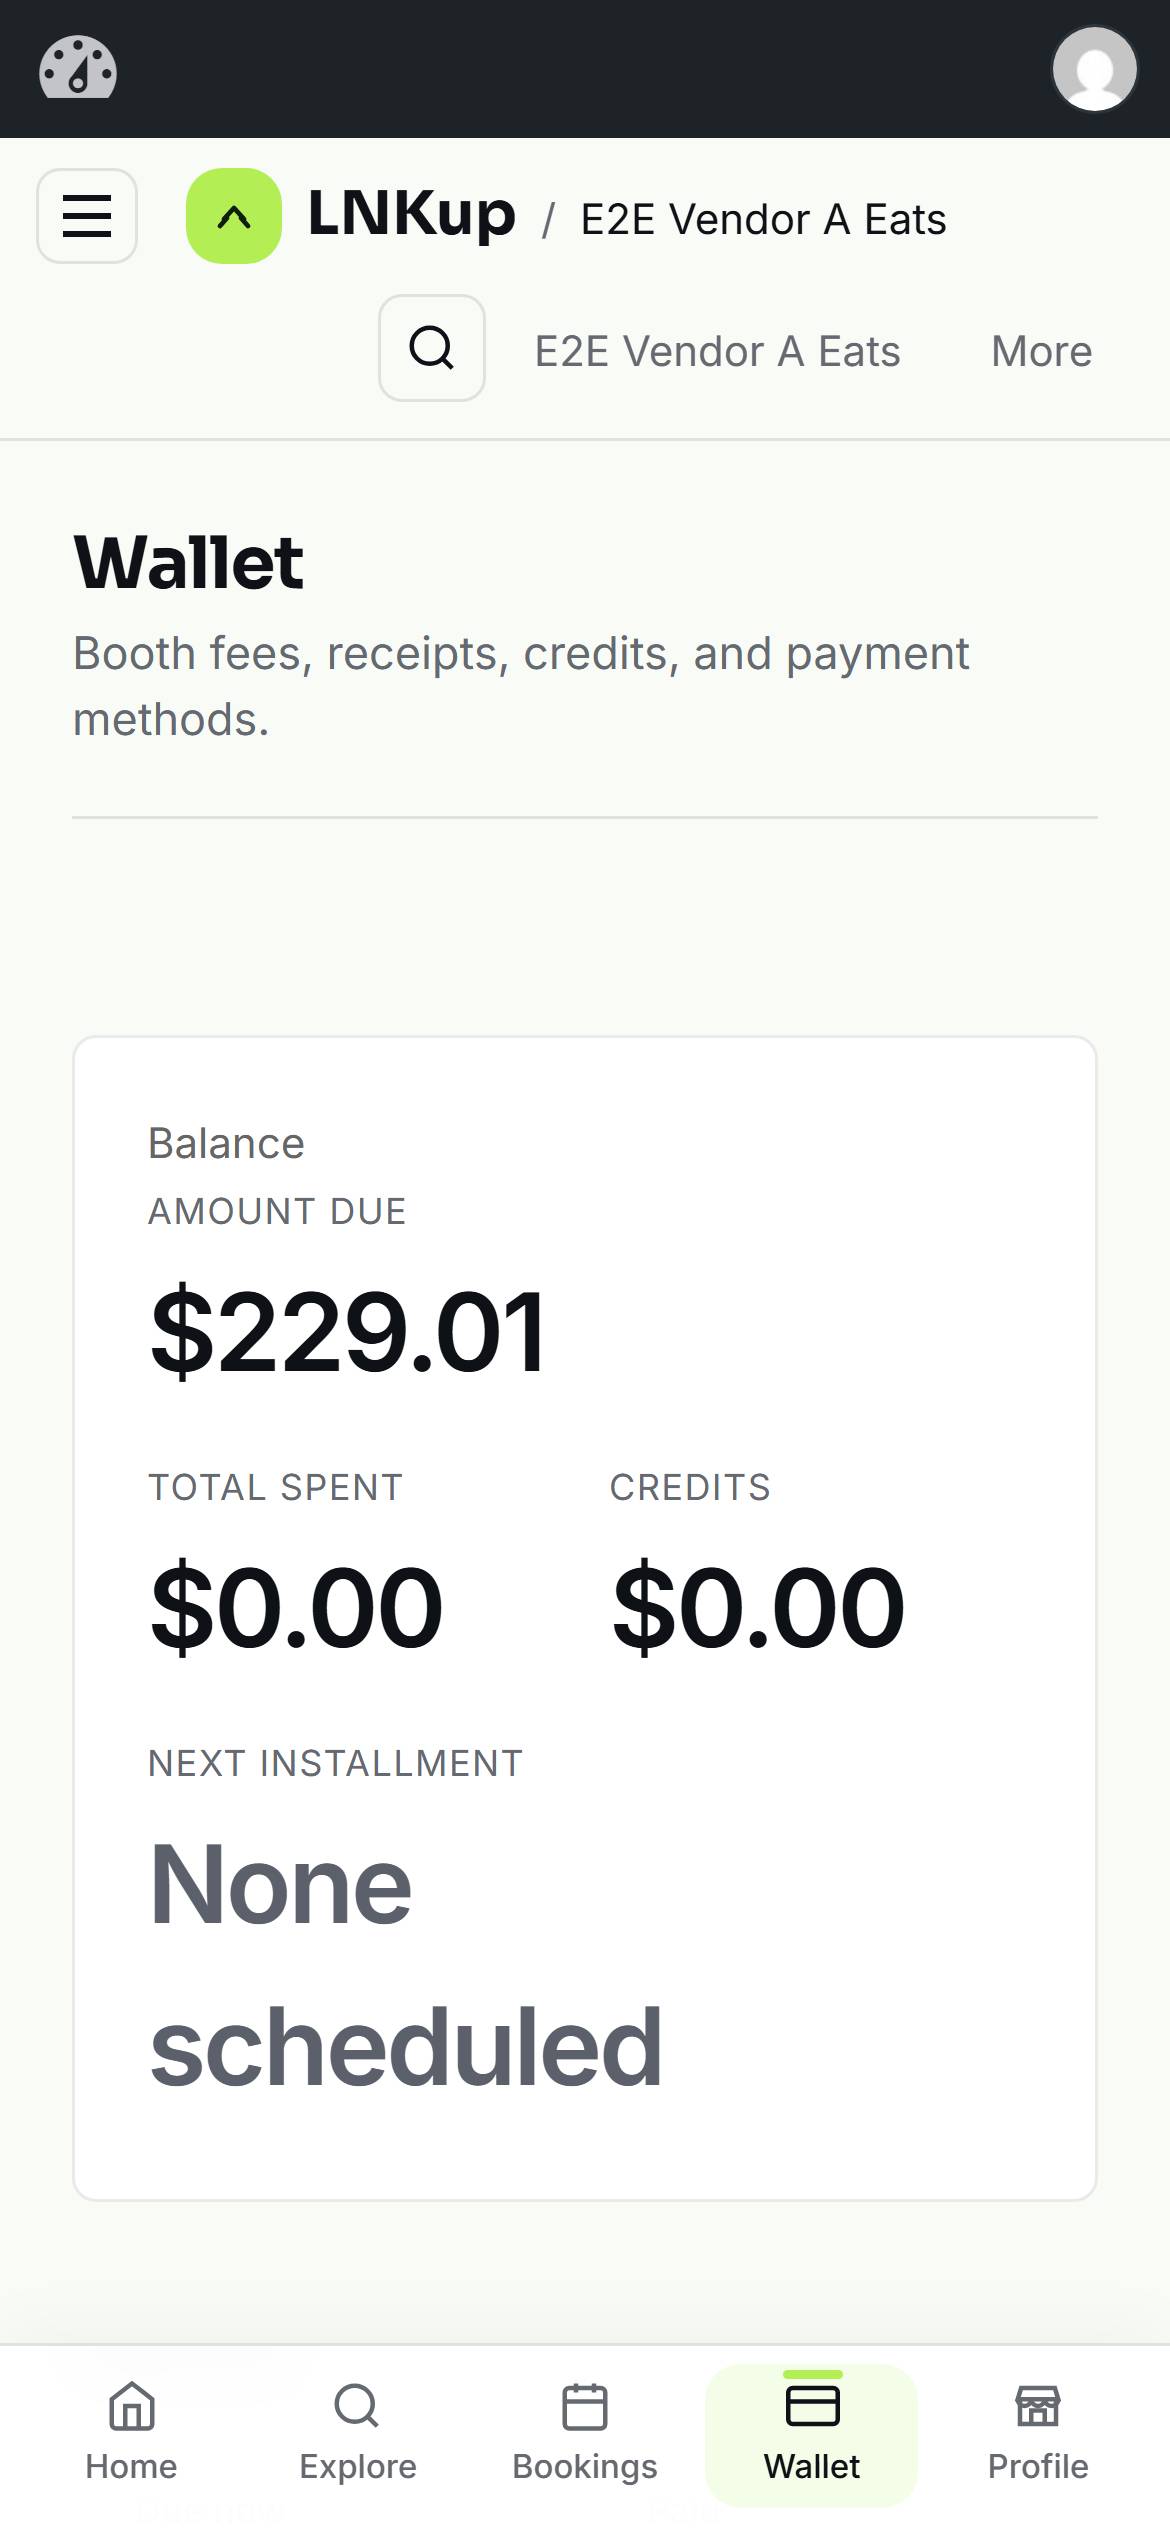 LNKup / E2E Vendor A Eats
E2E Vendor A Eats More
Wallet
Booth fees, receipts, credits, and payment
methods.
Balance
AMOUNT DUE
$229.01
TOTAL SPENT CREDITS
$0.00 $0.00
NEXT INSTALLMENT
None
scheduled
Home Explore Bookings Wallet Profile